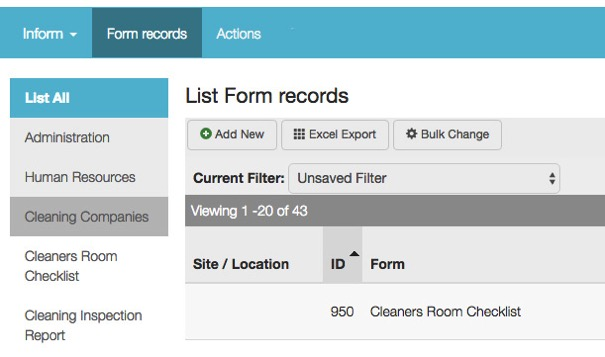 Inform Form records Actions
List All
Administration
Human Resources
Cleaning Companies
Cleaners Room
Checklist
Cleaning Inspection
Report
List Form records
Add New Excel Export Bulk Change
Current Filter: Unsaved Filter
Viewing 1 -20 of 43
Site / Location ID Form
950 Cleaners Room Checklist